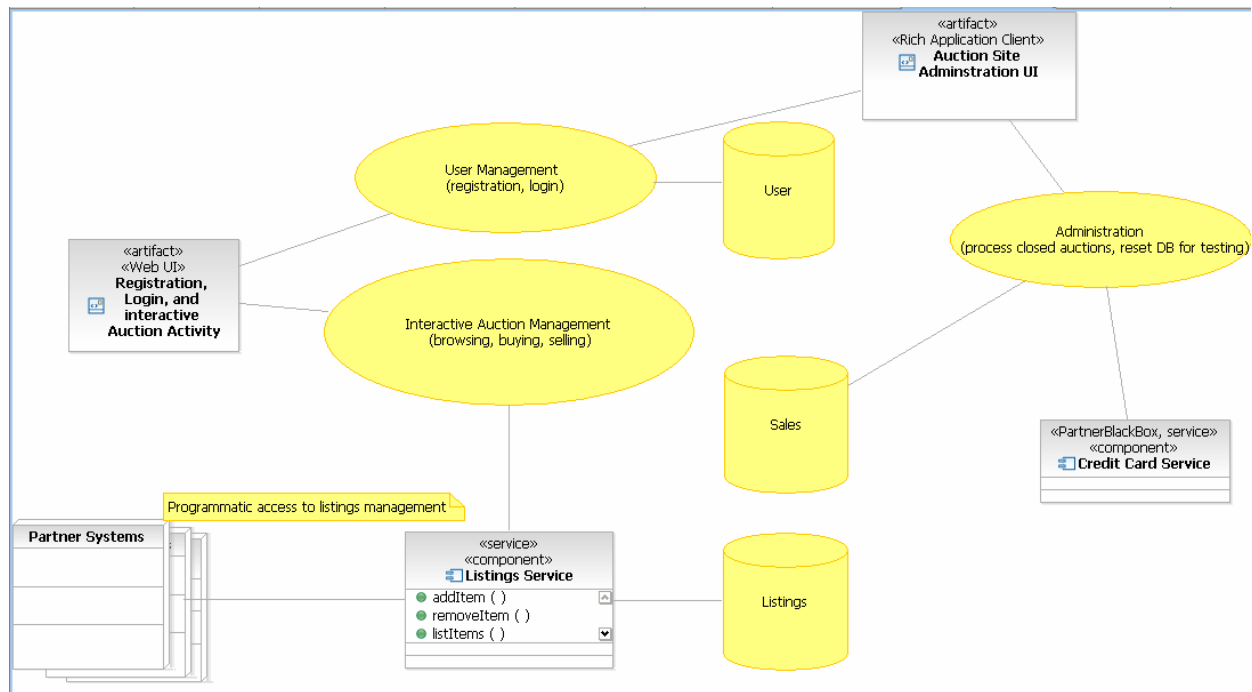 «artifact»
«Rich Application Client»
Auction Site
Adminstration UI
User Management
(registration, login)
User
Administration
(process closed auctions, reset DB for testing)
«artifact»
«Web UI»
Registration,
Login, and
interactive
Auction Activity
Interactive Auction Management
(browsing, buying, selling)
Sales
«PartnerBlackBox, service»
«component»
Credit Card Service
Programmatic access to listings management
Partner Systems
s
«service»
«component»
Listings Service
addItem ( )
removeItem ( )
listItems ( )
Listings